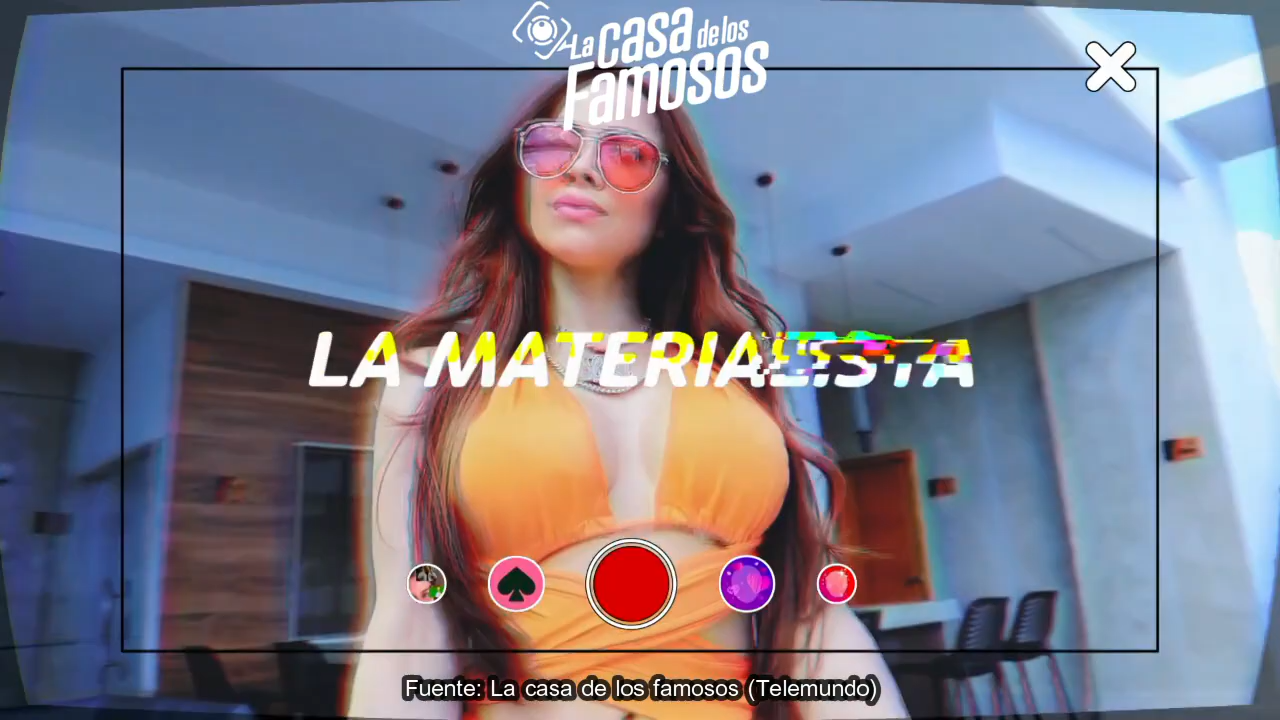 La casa de los
Famosos
LA MATERIALISTA
Fuente: La casa de los famosos (Telemundo)